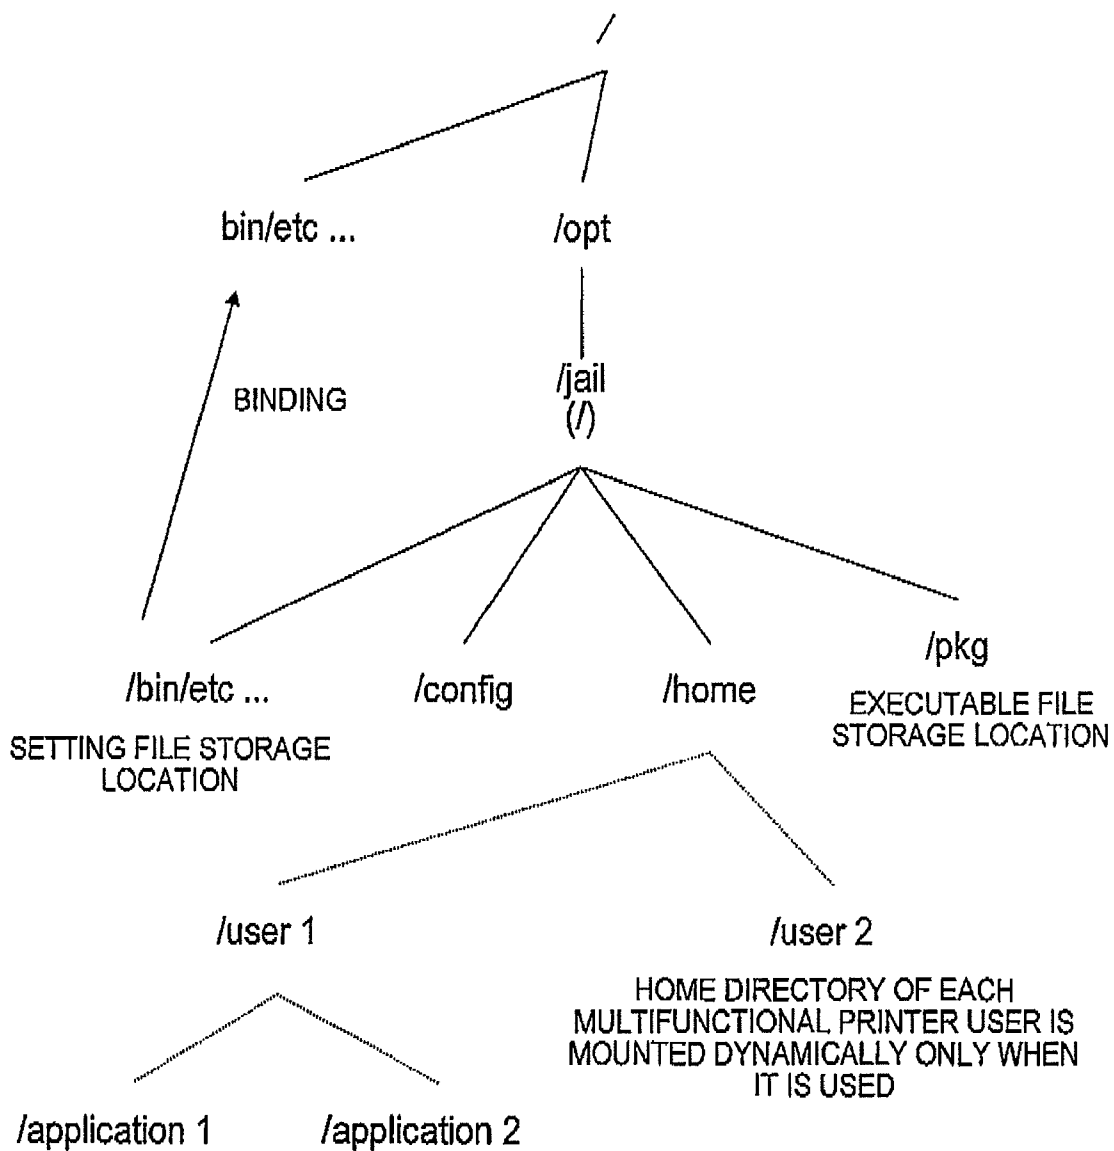 /
bin/etc ...
/opt
BINDING
/jail
(/)
/bin/etc ...
SETTING FILE STORAGE
LOCATION
/config
/home
/pkg
EXECUTABLE FILE
STORAGE LOCATION
/user 1
/user 2
HOME DIRECTORY OF EACH
MULTIFUNCTIONAL PRINTER USER IS
MOUNTED DYNAMICALLY ONLY WHEN
IT IS USED
/application 1
/application 2